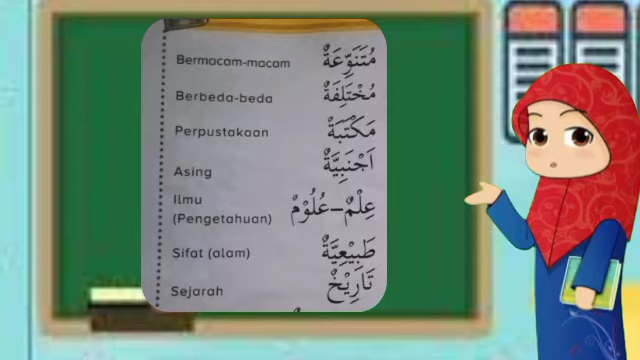 Bermacam-macam مُتَنَوِّعَةٌ
Berbeda-beda مُخْتَلِفَةٌ
Perpustakaan مَكْتَبَةٌ
Asing اَجْنَبِيَّةٌ
Ilmu
(Pengetahuan) عِلْمٌ–عُلُوْمٌ
Sifat (alam) طَبِيْعِيَّةٌ
Sejarah تَارِيْخٌ